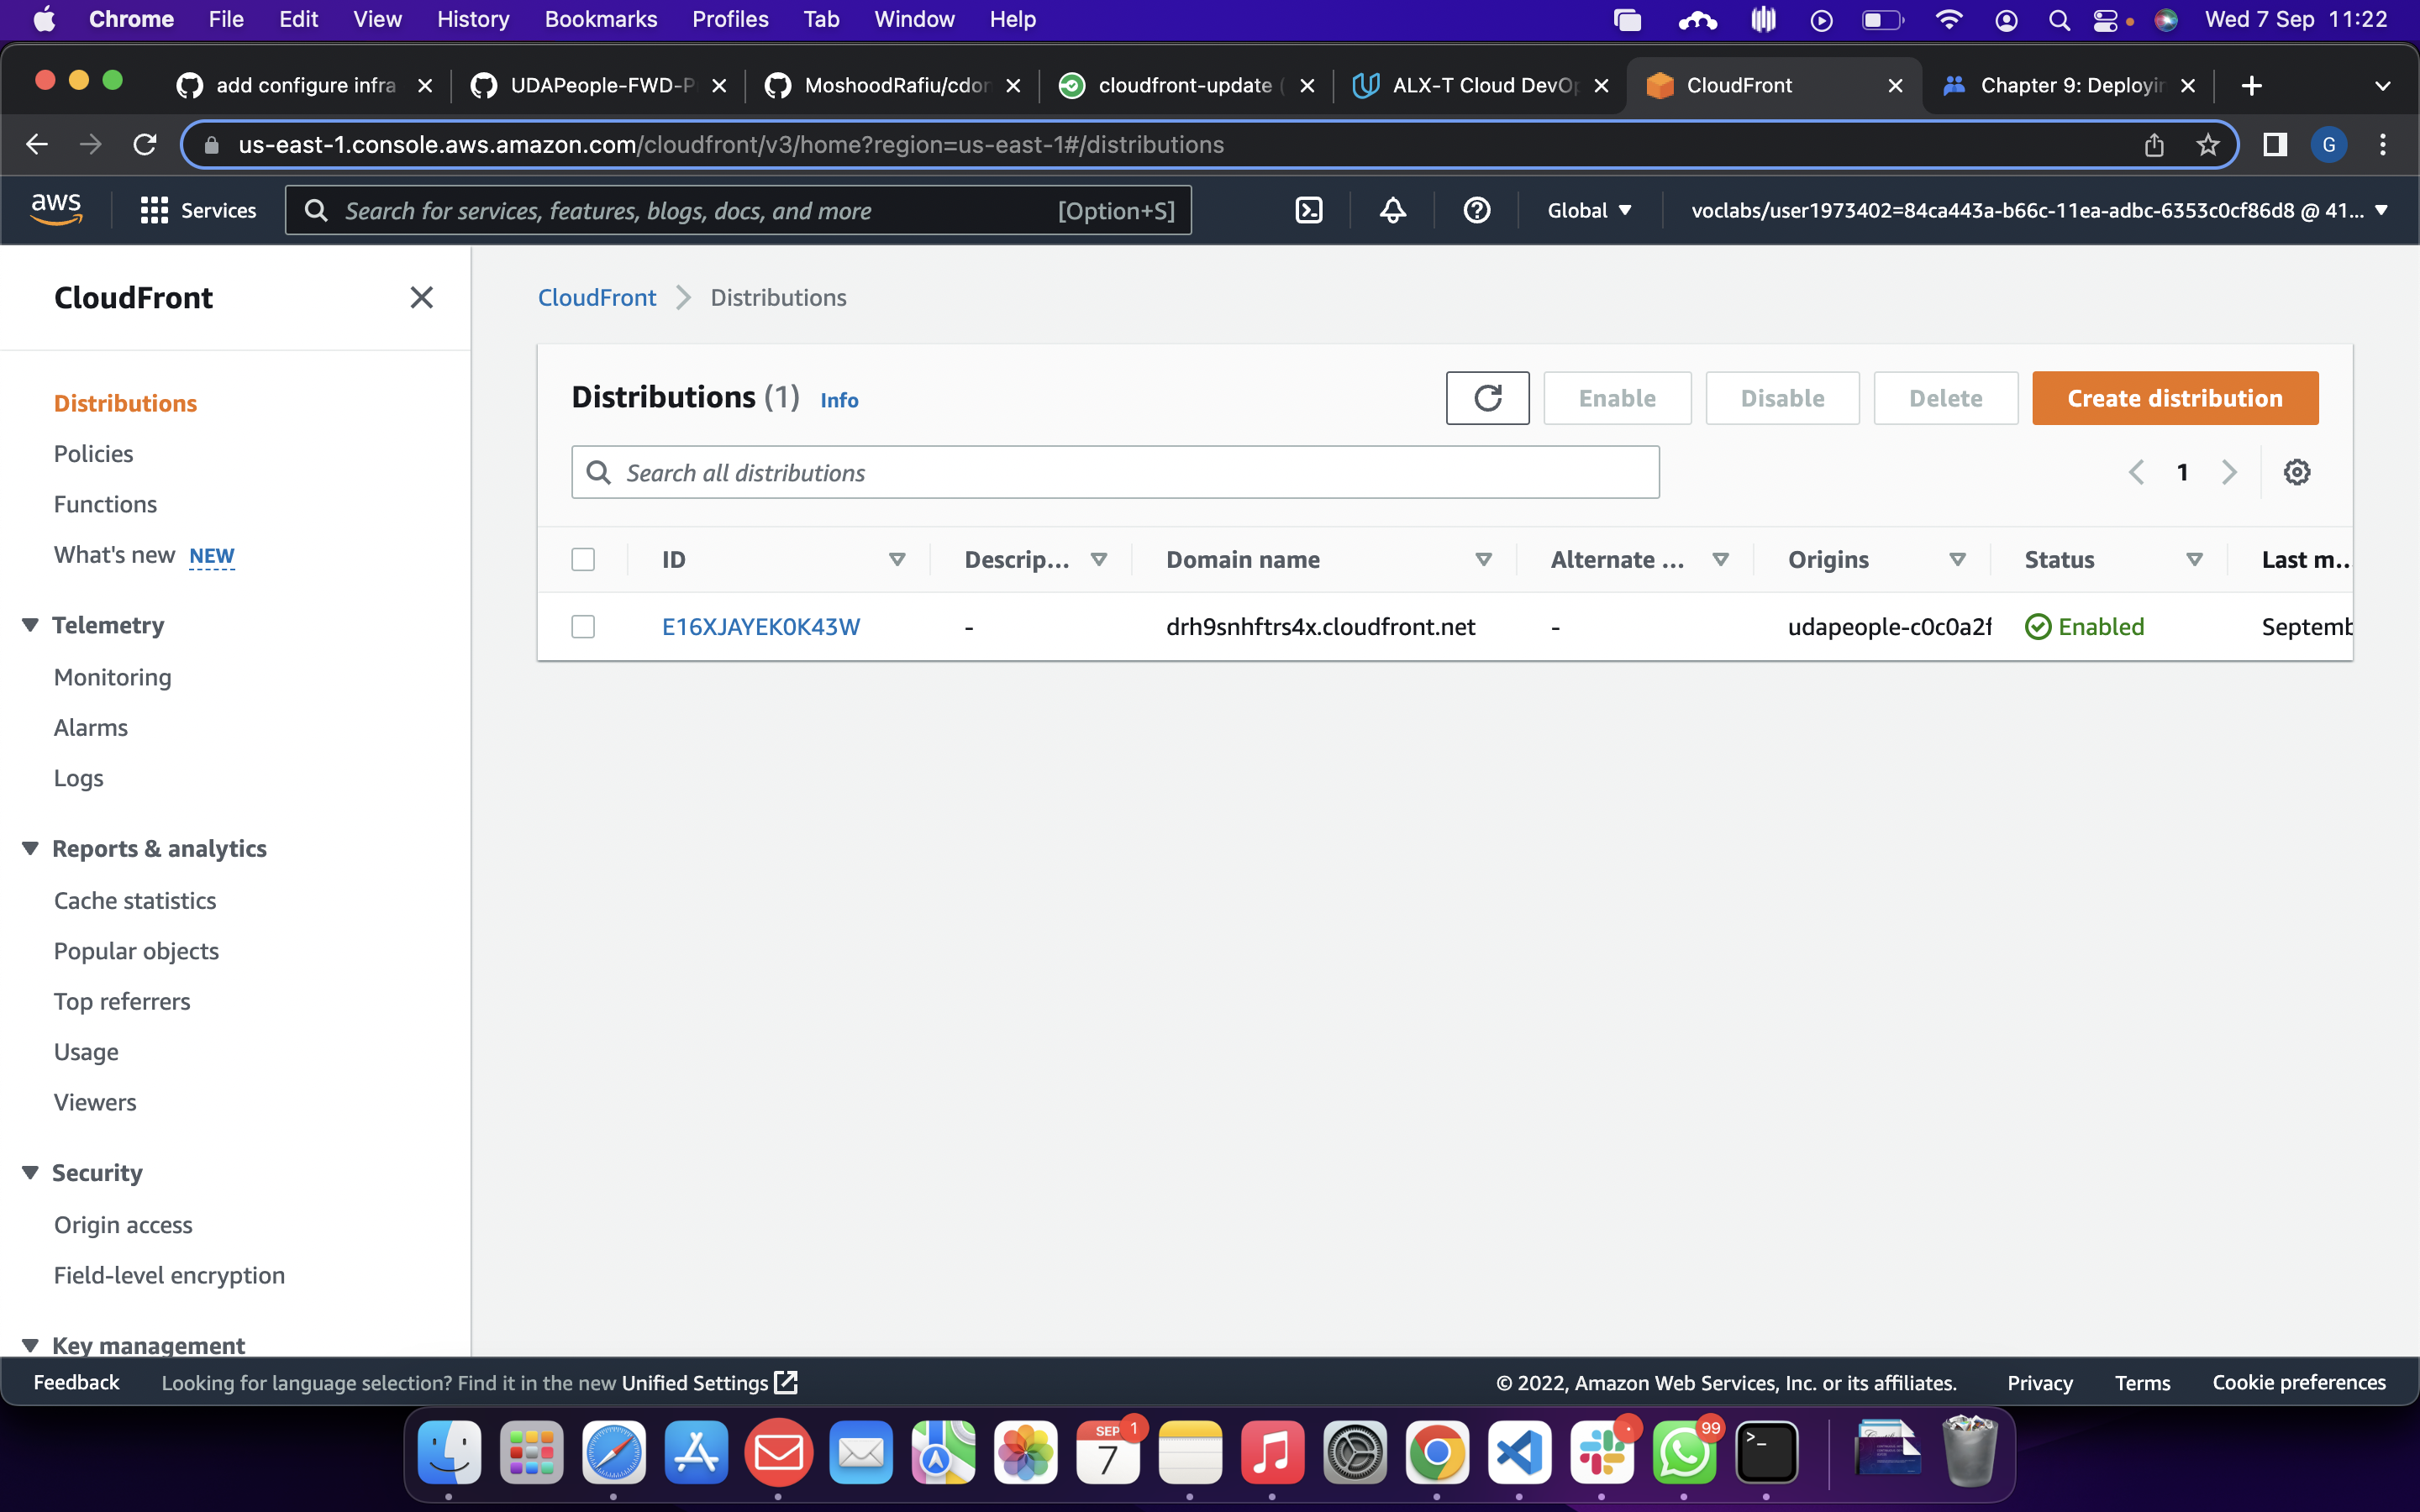 Chrome File Edit View History Bookmarks Profiles Tab Window Help Wed 7 Sep 11:22
add configure infra UDAPeople-FWD-P MoshoodRafiu/cdon cloudfront-update ( ALX-T Cloud DevOp CloudFront Chapter 9: Deployin
us-east-1.console.aws.amazon.com/cloudfront/v3/home?region=us-east-1#/distributions G
aws Services Search for services, features, blogs, docs, and more [Option+S] Global voclabs/user1973402=84ca443a-b66c-11ea-adbc-6353c0cf86d8 @ 41...
CloudFront
Distributions
Policies
Functions
What's new NEW
Telemetry
Monitoring
Alarms
Logs
Reports & analytics
Cache statistics
Popular objects
Top referrers
Usage
Viewers
Security
Origin access
Field-level encryption
Key management
CloudFront Distributions
Distributions (1) Info Enable Disable Delete Create distribution
Search all distributions 1
ID Descrip... Domain name Alternate ... Origins Status Last m...
E16XJAYEK0K43W - drh9snhftrs4x.cloudfront.net - udapeople-c0c0a2f Enabled Septemb
Feedback Looking for language selection? Find it in the new Unified Settings © 2022, Amazon Web Services, Inc. or its affiliates. Privacy Terms Cookie preferences
SEP 7 1 99